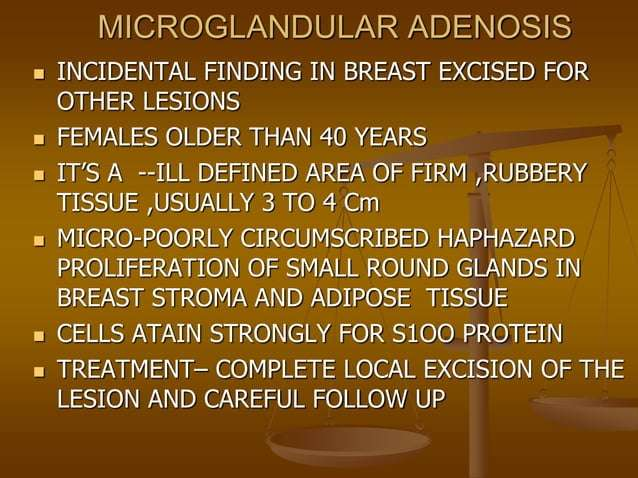 MICROGLANDULAR ADENOSIS
INCIDENTAL FINDING IN BREAST EXCISED FOR
OTHER LESIONS
FEMALES OLDER THAN 40 YEARS
IT’S A --ILL DEFINED AREA OF FIRM ,RUBBERY
TISSUE ,USUALLY 3 TO 4 Cm
MICRO-POORLY CIRCUMSCRIBED HAPHAZARD
PROLIFERATION OF SMALL ROUND GLANDS IN
BREAST STROMA AND ADIPOSE TISSUE
CELLS ATAIN STRONGLY FOR S1OO PROTEIN
TREATMENT– COMPLETE LOCAL EXCISION OF THE
LESION AND CAREFUL FOLLOW UP